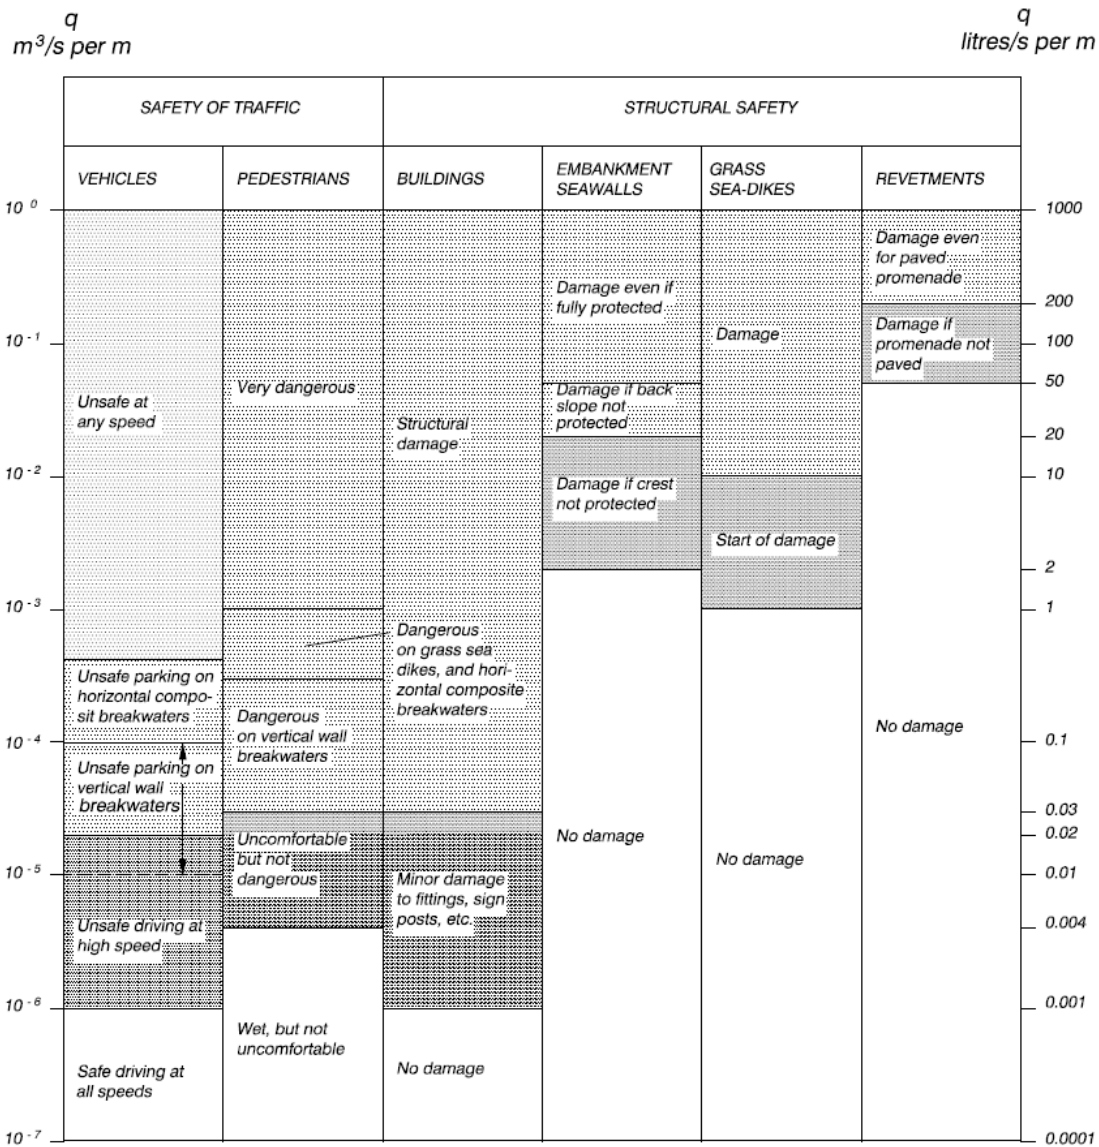 q
m³/s per m
q
litres/s per m
SAFETY OF TRAFFIC
STRUCTURAL SAFETY
VEHICLES
PEDESTRIANS
BUILDINGS
EMBANKMENT
SEAWALLS
GRASS
SEA-DIKES
REVETMENTS
10⁰
10⁻¹
10⁻²
10⁻³
10⁻⁴
10⁻⁵
10⁻⁶
10⁻⁷
Unsafe at
any speed
Unsafe parking on
horizontal compo-
sit breakwaters
Unsafe parking on
vertical wall
breakwaters
Unsafe driving at
high speed
Safe driving at
all speeds
Very dangerous
Dangerous
on vertical wall
breakwaters
Uncomfortable
but not
dangerous
Wet, but not
uncomfortable
Structural
damage
Dangerous
on grass sea
dikes, and hori-
zontal composite
breakwaters
Minor damage
to fittings, sign
posts, etc.
No damage
Damage even if
fully protected
Damage if back
slope not
protected
Damage if crest
not protected
No damage
Damage
Start of damage
No damage
Damage even
for paved
promenade
Damage if
promenade not
paved
No damage
1000
200
100
50
20
10
2
1
0.1
0.03
0.02
0.01
0.004
0.001
0.0001